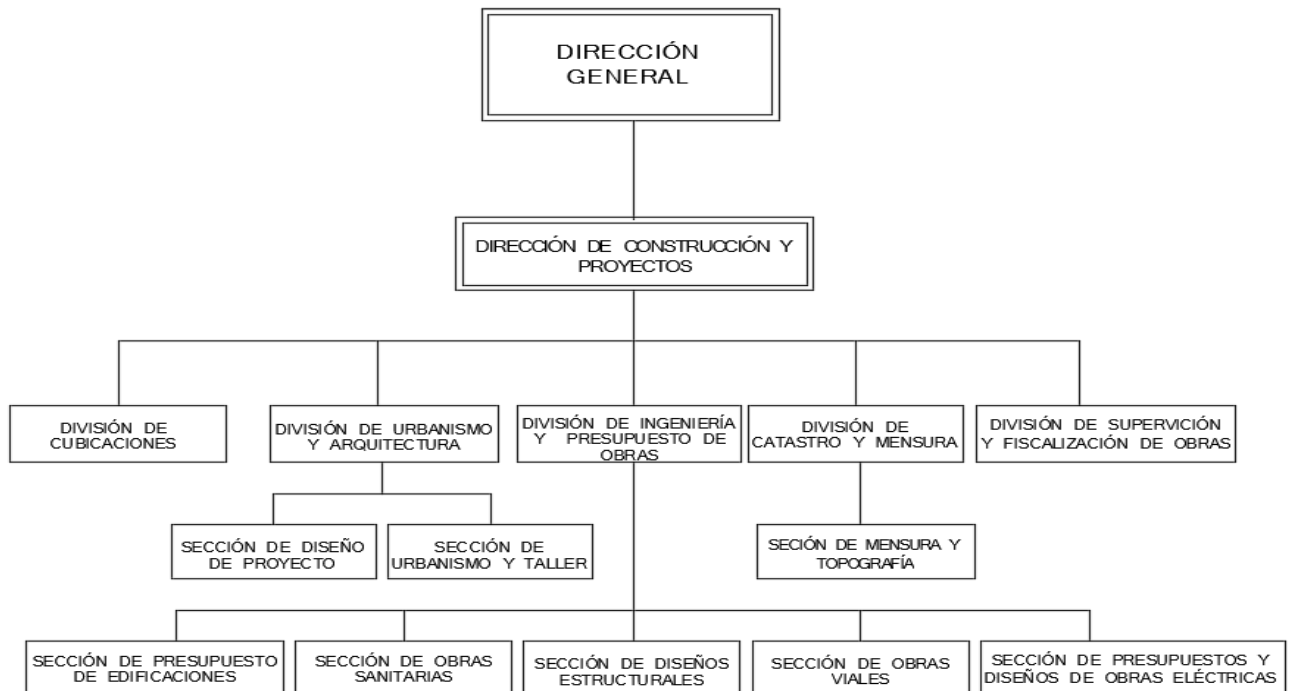 DIRECCIÓN
GENERAL
DIRECCIÓN DE CONSTRUCCIÓN Y
PROYECTOS
DIVISIÓN DE
CUBICACIONES
DIVISIÓN DE URBANISMO
Y ARQUITECTURA
DIVISIÓN DE INGENIERÍA
Y PRESUPUESTO DE
OBRAS
DIVISIÓN DE
CATASTRO Y MENSURA
DIVISIÓN DE SUPERVICIÓN
Y FISCALIZACIÓN DE OBRAS
SECCIÓN DE DISEÑO
DE PROYECTO
SECCIÓN DE
URBANISMO Y TALLER
SECIÓN DE MENSURA Y
TOPOGRAFÍA
SECCIÓN DE PRESUPUESTO
DE EDIFICACIONES
SECCIÓN DE OBRAS
SANITARIAS
SECCIÓN DE DISEÑOS
ESTRUCTURALES
SECCIÓN DE OBRAS
VIALES
SECCIÓN DE PRESUPUESTOS Y
DISEÑOS DE OBRAS ELÉCTRICAS